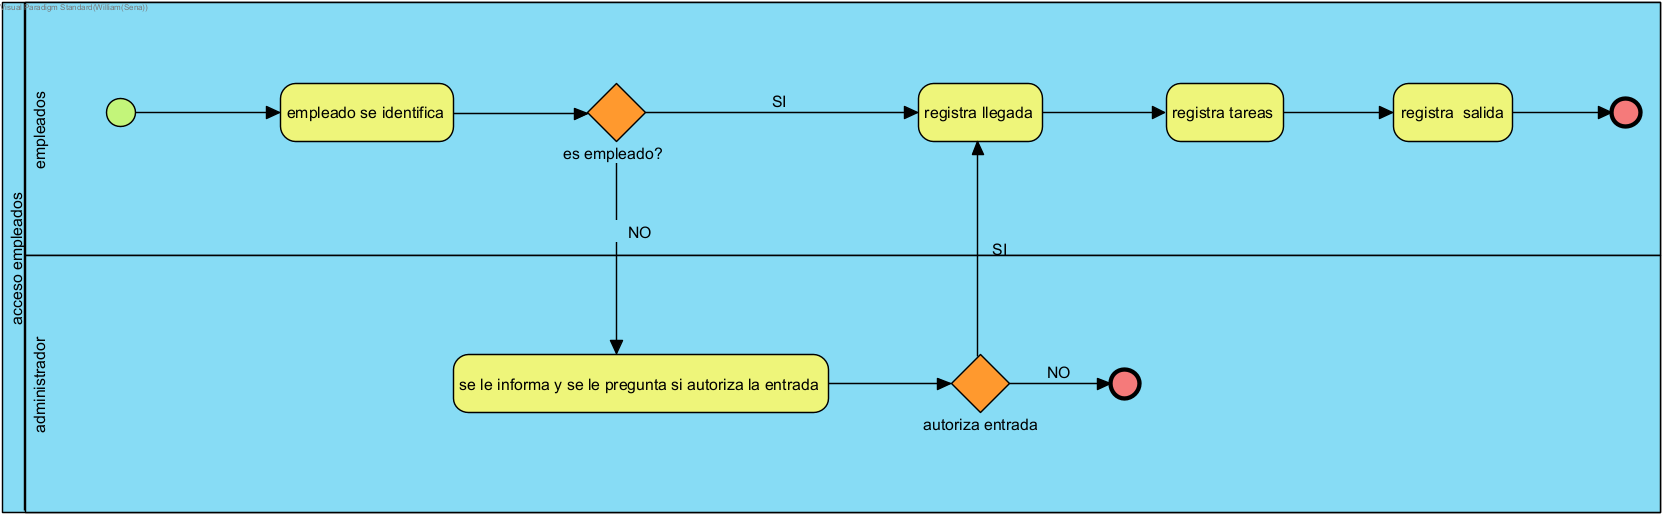 Visual Paradigm Standard(William(Sena))
acceso empleados
empleados
empleado se identifica
es empleado?
SI
registra llegada
registra tareas
registra  salida
NO
SI
administrador
se le informa y se le pregunta si autoriza la entrada
autoriza entrada
NO